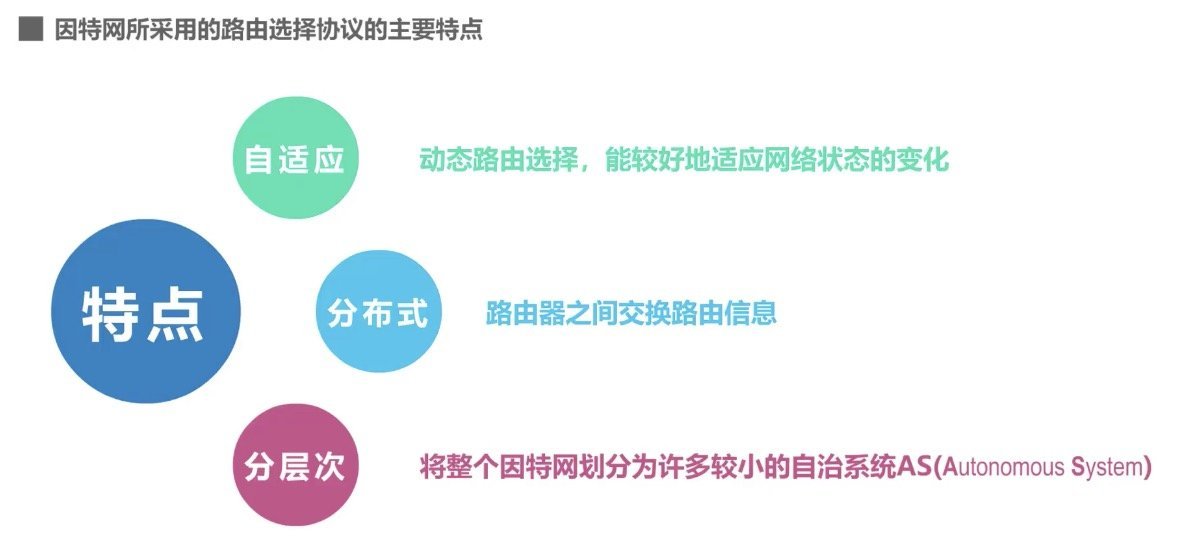 因特网所采用的路由选择协议的主要特点
自适应
动态路由选择，能较好地适应网络状态的变化
特点
分布式
路由器之间交换路由信息
分层次
将整个因特网划分为许多较小的自治系统AS(Autonomous System)